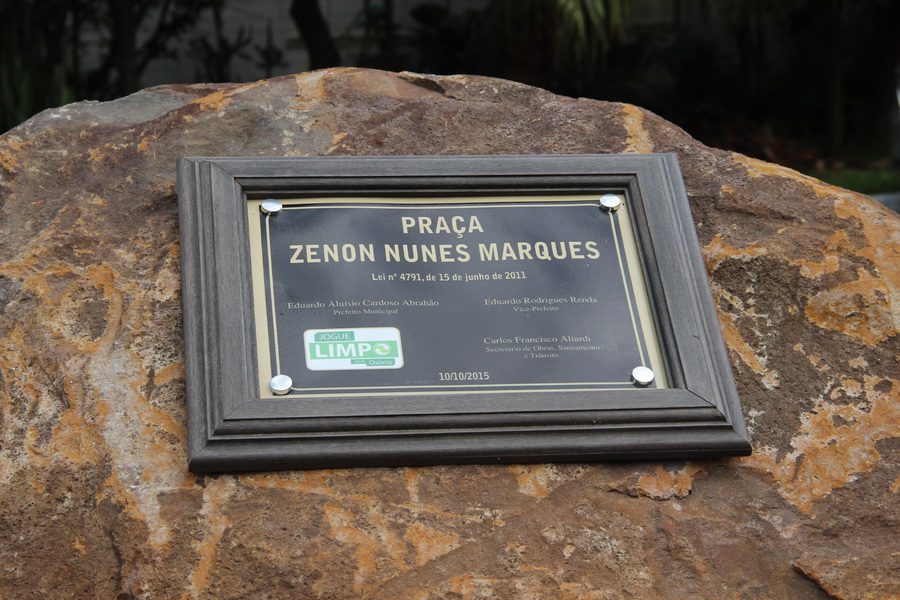 PRAÇA
ZENON NUNES MARQUES
Lei nº 4791, de 15 de junho de 2011
Eduardo Aluísio Cardoso Abrahão
Prefeito Municipal
Eduardo Rodrigues Renda
Vice-Prefeito
JOGUE
LIMPO
com Osório
Carlos Francisco Aliardi
Secretário de Obras, Saneamento
e Trânsito
10/10/2015